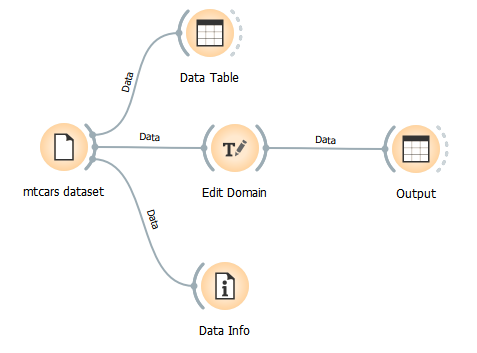 Data Table
Data
Data
Data
mtcars dataset
Edit Domain
Output
Data
Data Info